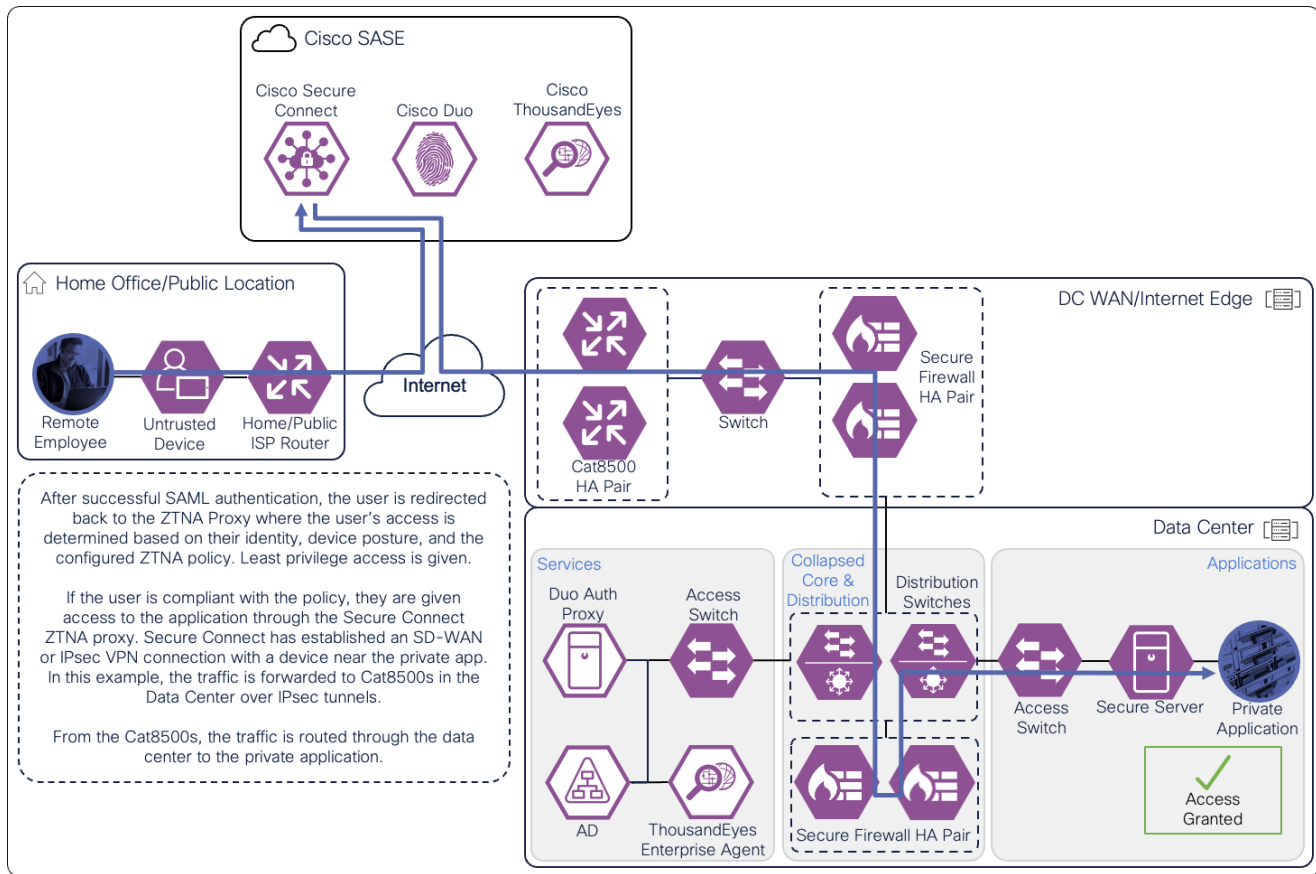 Cisco SASE
Cisco Secure
Connect
Cisco Duo
Cisco
ThousandEyes
Home Office/Public Location
Remote
Employee
Untrusted
Device
Home/Public
ISP Router
Internet
DC WAN/Internet Edge
Cat8500
HA Pair
Switch
Secure
Firewall
HA Pair
After successful SAML authentication, the user is redirected
back to the ZTNA Proxy where the user's access is
determined based on their identity, device posture, and the
configured ZTNA policy. Least privilege access is given.
If the user is compliant with the policy, they are given
access to the application through the Secure Connect
ZTNA proxy. Secure Connect has established an SD-WAN
or IPsec VPN connection with a device near the private app.
In this example, the traffic is forwarded to Cat8500s in the
Data Center over IPsec tunnels.
From the Cat8500s, the traffic is routed through the data
center to the private application.
Data Center
Services
Duo Auth
Proxy
Access
Switch
AD
ThousandEyes
Enterprise Agent
Collapsed
Core &
Distribution
Distribution
Switches
Secure Firewall HA Pair
Applications
Access
Switch
Secure Server
Private
Application
Access
Granted